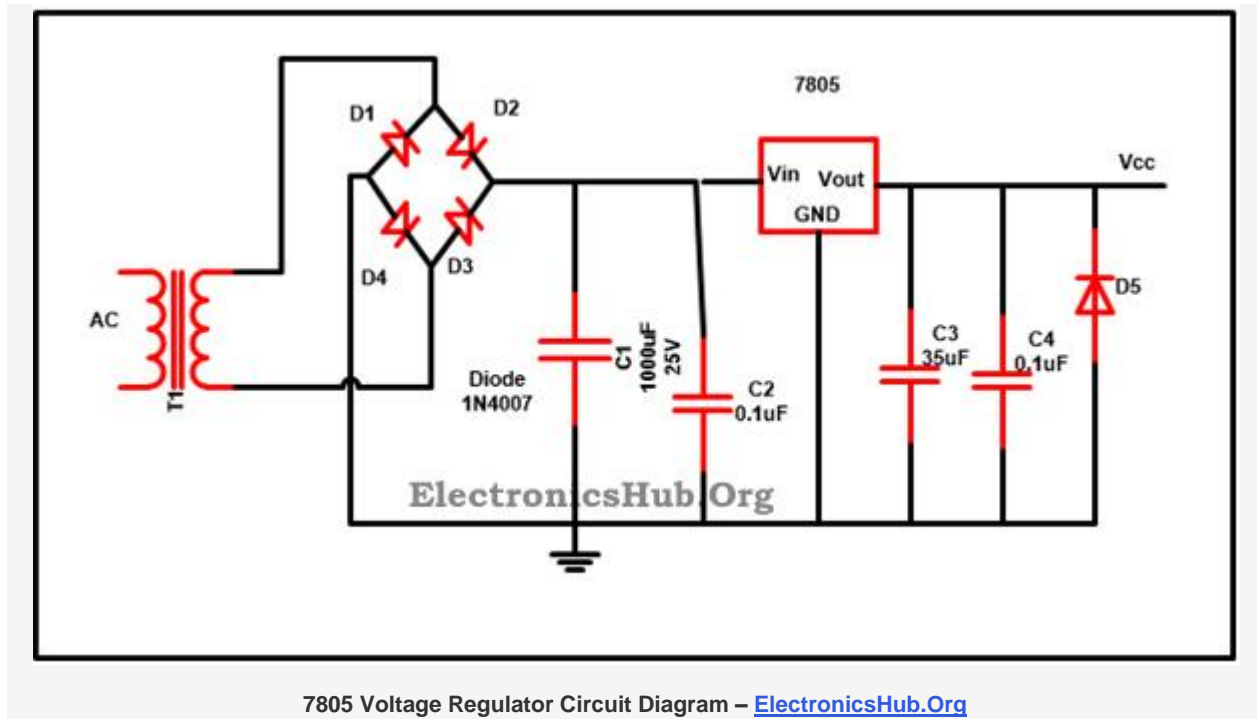 7805
D1
D2
Vcc
Vin
Vout
GND
D4
D3
D5
AC
T1
C1
1000uF
25V
C3
35uF
C4
0.1uF
Diode
1N4007
C2
0.1uF
ElectronicsHub.Org
7805 Voltage Regulator Circuit Diagram – ElectronicsHub.Org